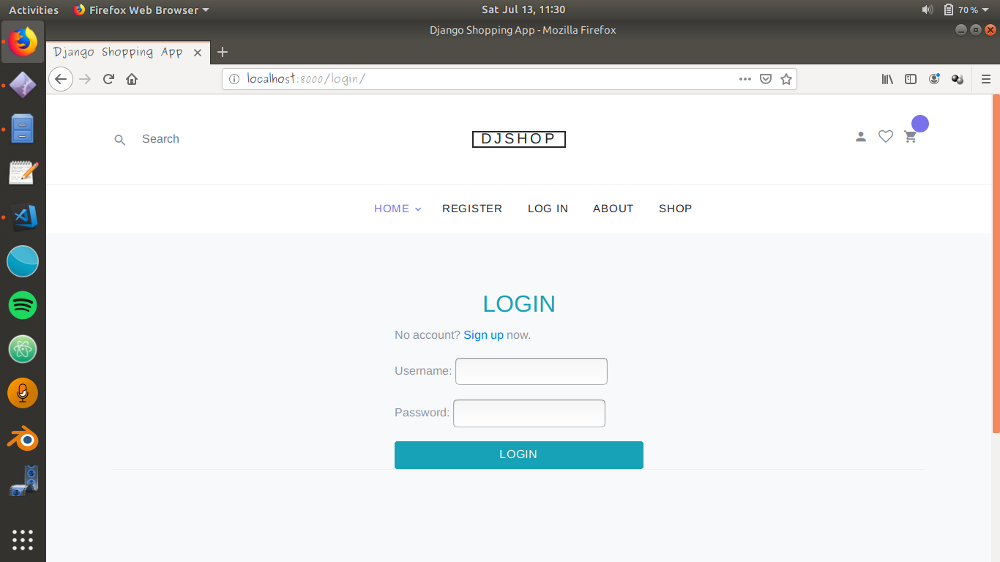 Activities Firefox Web Browser Sat Jul 13, 11:30 70 %
Django Shopping App - Mozilla Firefox
Django Shopping App
localhost:8000/login/
Search DJSHOP
HOME REGISTER LOG IN ABOUT SHOP
LOGIN
No account? Sign up now.
Username:
Password:
LOGIN